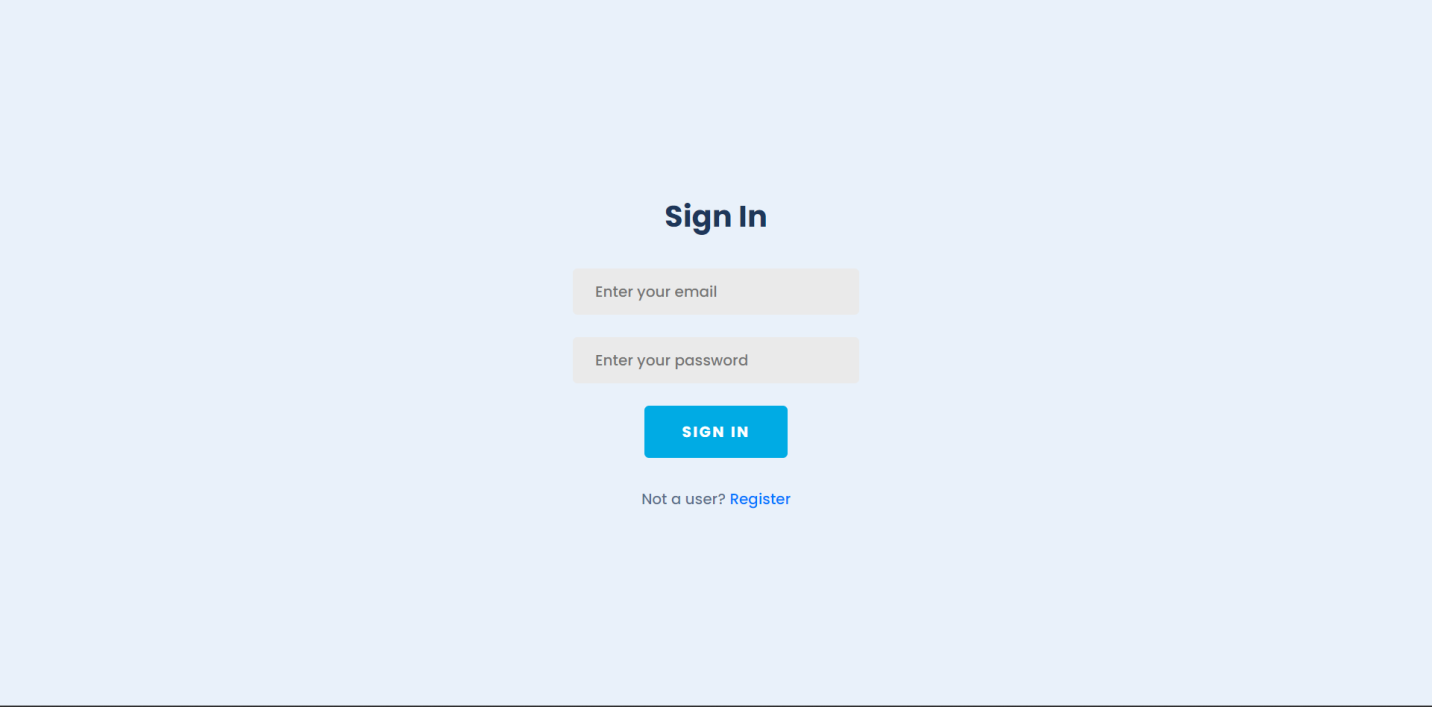 Sign In
Enter your email
Enter your password
SIGN IN
Not a user? Register